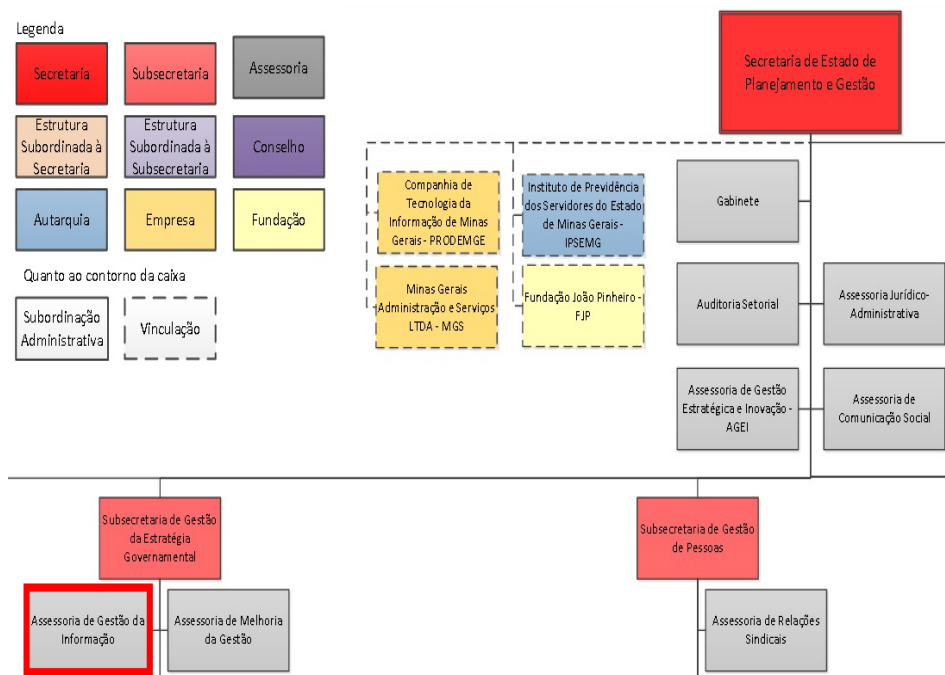 Legenda
Secretaria
Subsecretaria
Assessoria
Estrutura
Subordinada à
Secretaria
Estrutura
Subordinada à
Subsecretaria
Conselho
Autarquia
Empresa
Fundação
Quanto ao contorno da caixa
Subordinação
Administrativa
Vinculação
Secretaria de Estado de
Planejamento e Gestão
Companhia de
Tecnologia da
Informação de Minas
Gerais - PRODEMGE
Instituto de Previdência
dos Servidores do Estado
de Minas Gerais -
IPSEMG
Gabinete
Minas Gerais
Administração e Serviços
LTDA - MGS
Fundação João Pinheiro -
FJP
Auditoria Setorial
Assessoria Jurídico-
Administrativa
Assessoria de Gestão
Estratégica e Inovação -
AGEI
Assessoria de
Comunicação Social
Subsecretaria de Gestão
da Estratégia
Governamental
Subsecretaria de Gestão
de Pessoas
Assessoria de Gestão da
Informação
Assessoria de Melhoria
da Gestão
Assessoria de Relações
Sindicais